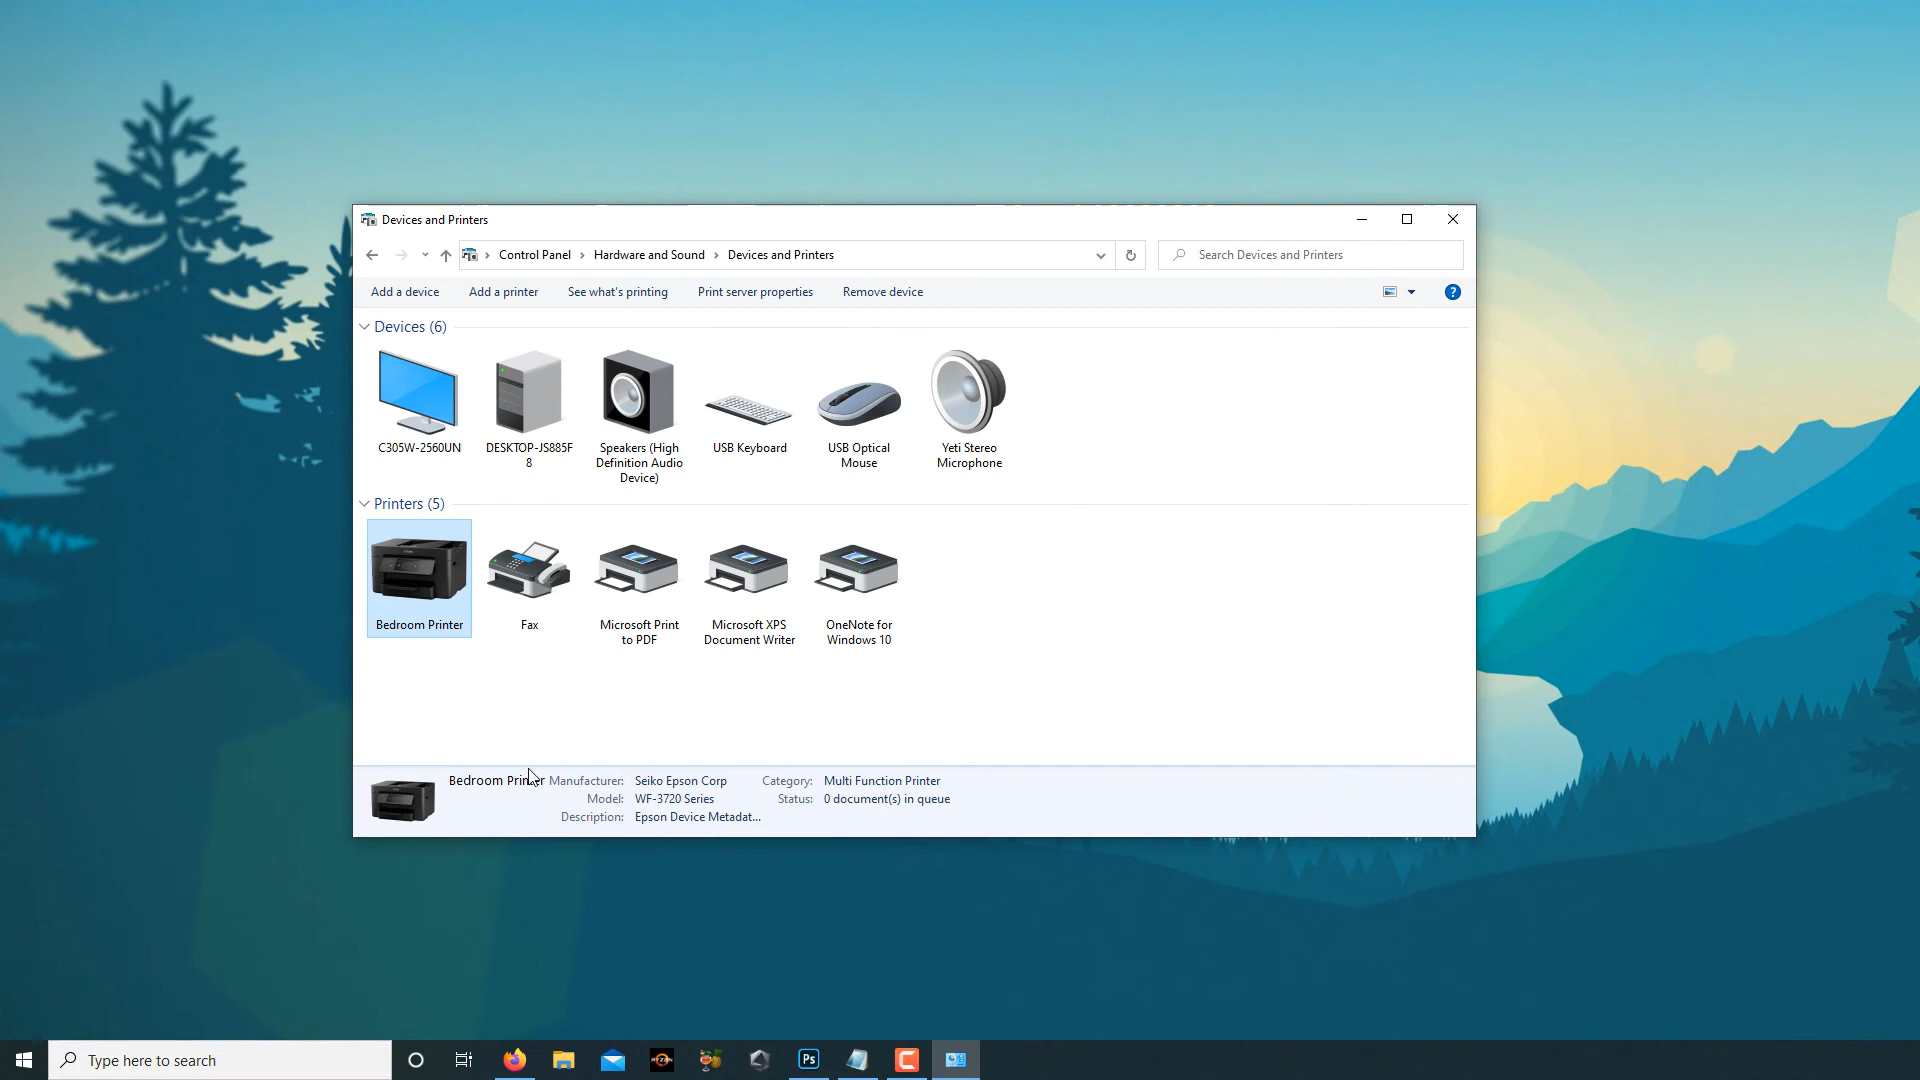 Devices and Printers
Control Panel Hardware and Sound Devices and Printers
Search Devices and Printers
Add a device Add a printer See what's printing Print server properties Remove device
Devices (6)
C305W-2560UN
DESKTOP-JS885F
8
Speakers (High
Definition Audio
Device)
USB Keyboard
USB Optical
Mouse
Yeti Stereo
Microphone
Printers (5)
Bedroom Printer
Fax
Microsoft Print
to PDF
Microsoft XPS
Document Writer
OneNote for
Windows 10
Bedroom Printer Manufacturer: Seiko Epson Corp Category: Multi Function Printer
Model: WF-3720 Series Status: 0 document(s) in queue
Description: Epson Device Metadat...
Type here to search
RYZEN
Ps